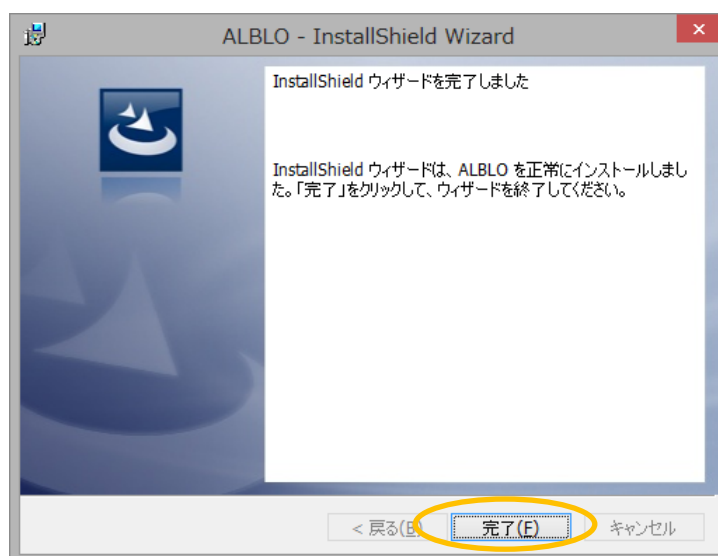 ALBLO - InstallShield Wizard
InstallShield ウィザードを完了しました
InstallShield ウィザードは、ALBLO を正常にインストールしまし
た。「完了」をクリックして、ウィザードを終了してください。
< 戻る(B)
完了(F)
キャンセル